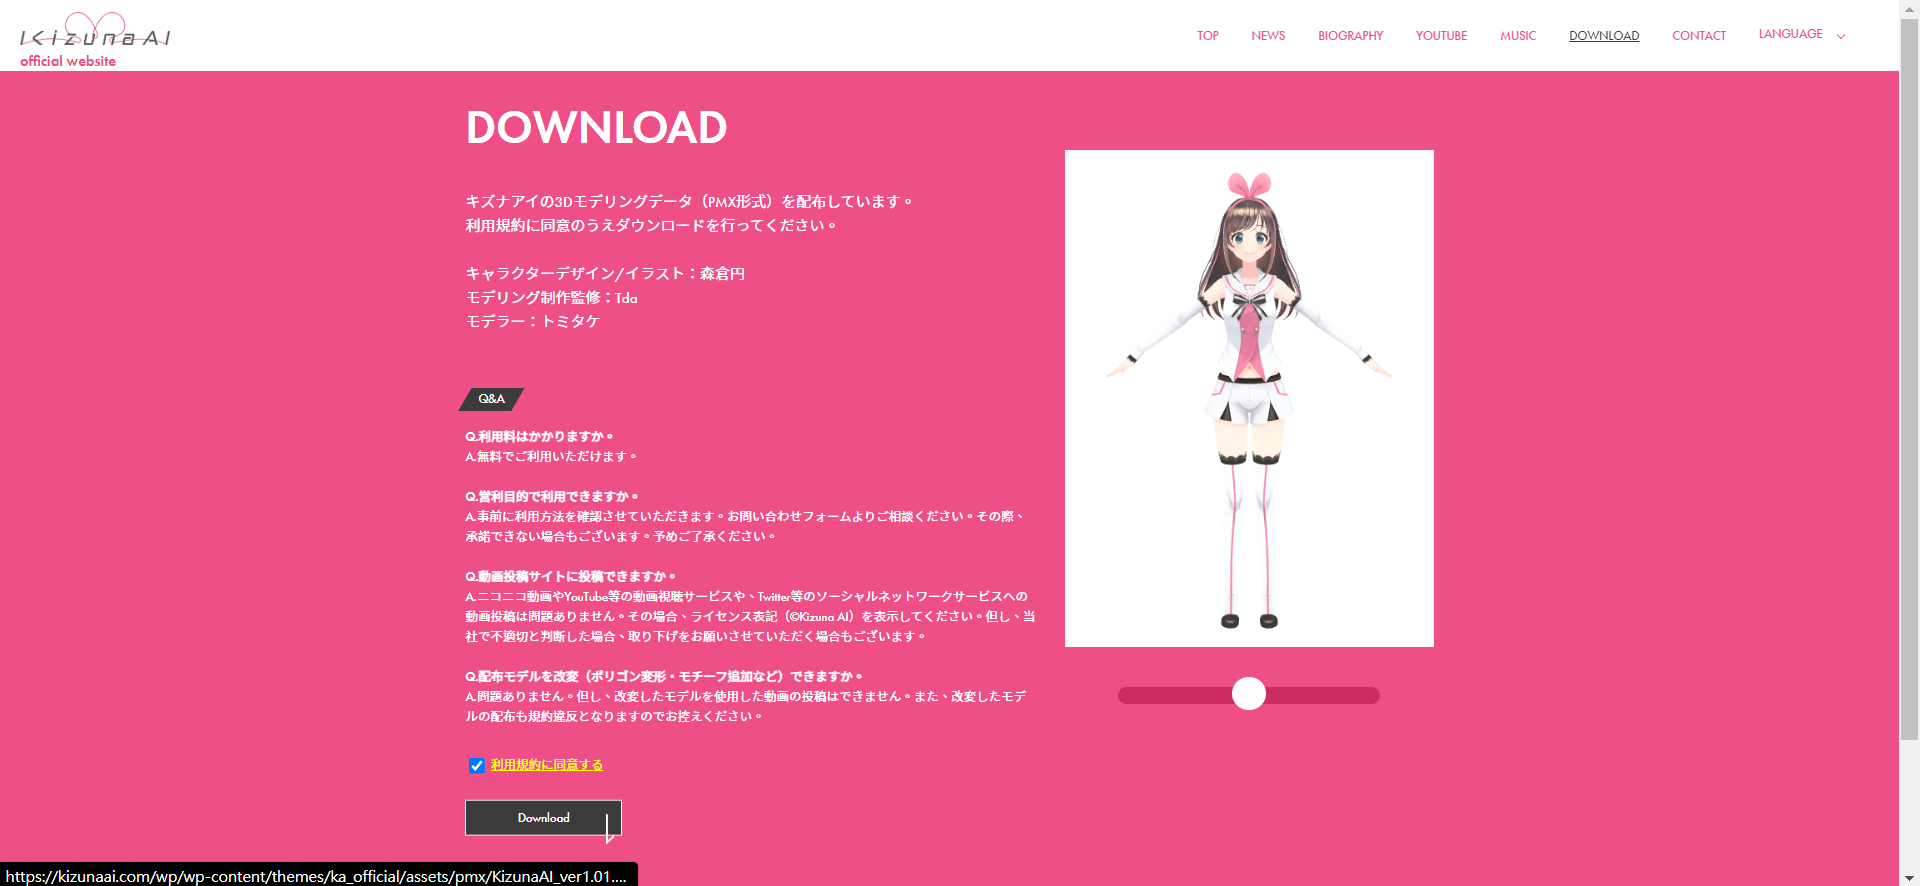 Kizuna AI
official website
TOP NEWS BIOGRAPHY YOUTUBE MUSIC DOWNLOAD CONTACT LANGUAGE
DOWNLOAD
キズナアイの3Dモデリングデータ（PMX形式）を配布しています。
利用規約に同意のうえダウンロードを行ってください。
キャラクターデザイン/イラスト：森倉円
モデリング制作監修：Tda
モデラー：トミタケ
Q&A
Q.利用料はかかりますか。
A.無料でご利用いただけます。
Q.営利目的で利用できますか。
A.事前に利用方法を確認させていただきます。お問い合わせフォームよりご相談ください。その際、
承諾できない場合もございます。予めご了承ください。
Q.動画投稿サイトに投稿できますか。
A.ニコニコ動画やYouTube等の動画視聴サービスや、Twitter等のソーシャルネットワークサービスへの
動画投稿は問題ありません。その場合、ライセンス表記（©Kizuna AI）を表示してください。但し、当
社で不適切と判断した場合、取り下げをお願いさせていただく場合もございます。
Q.配布モデルを改変（ポリゴン変形・モチーフ追加など）できますか。
A.問題ありません。但し、改変したモデルを使用した動画の投稿はできません。また、改変したモデ
ルの配布も規約違反となりますのでお控えください。
利用規約に同意する
Download
https://kizunaai.com/wp/wp-content/themes/ka_official/assets/pmx/KizunaAI_ver1.01....